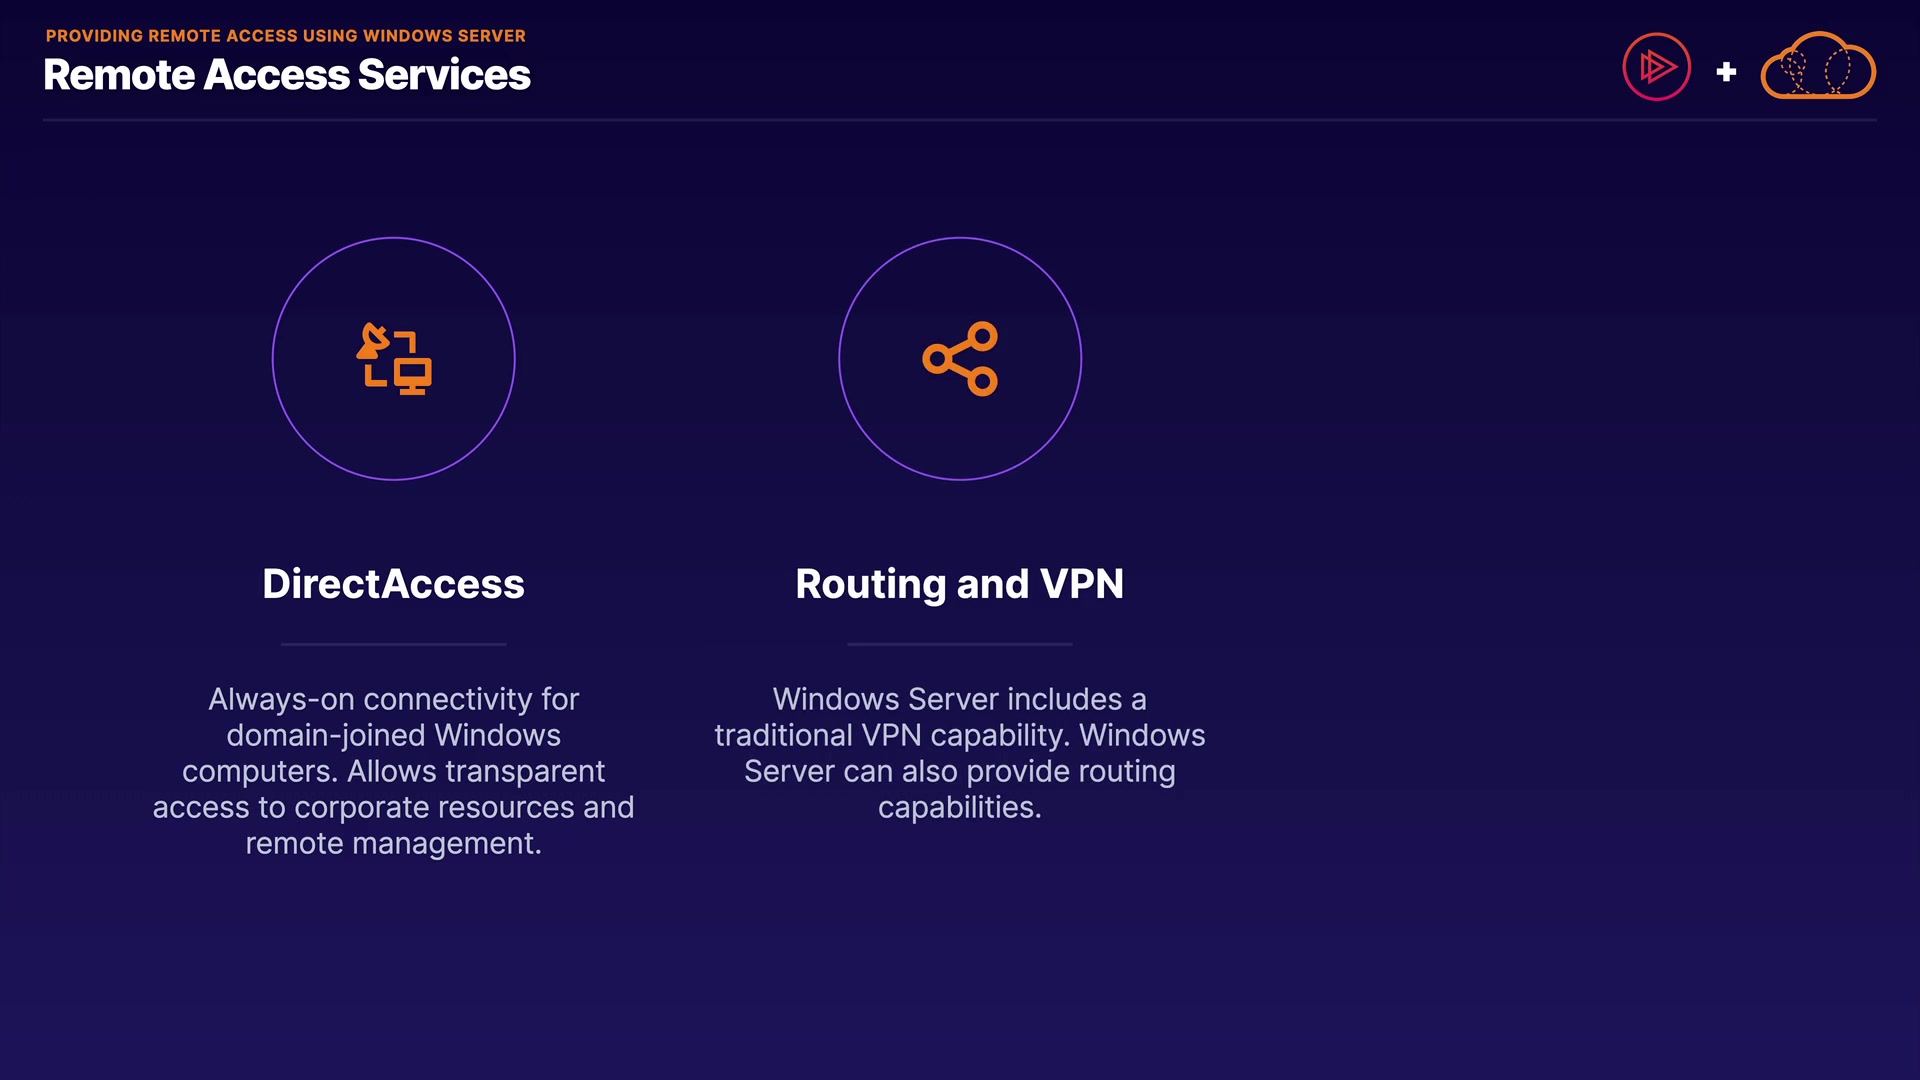 PROVIDING REMOTE ACCESS USING WINDOWS SERVER
Remote Access Services
DirectAccess
Always-on connectivity for
domain-joined Windows
computers. Allows transparent
access to corporate resources and
remote management.
Routing and VPN
Windows Server includes a
traditional VPN capability. Windows
Server can also provide routing
capabilities.